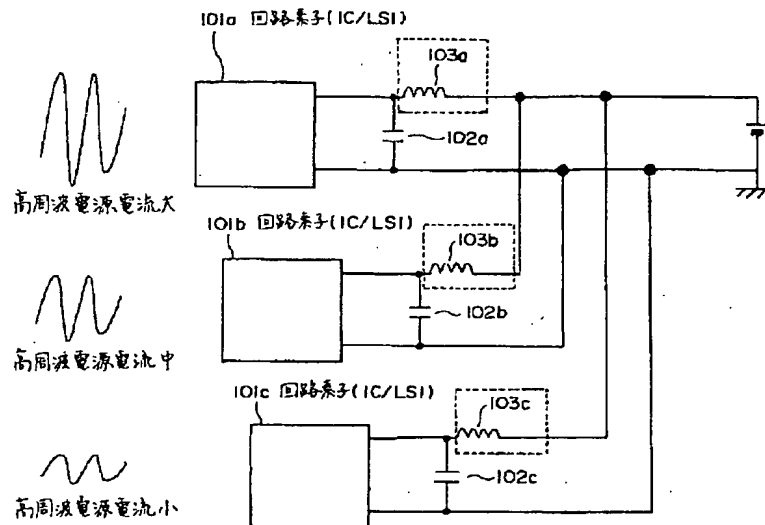 101a 回路素子(IC/LSI)
103a
102a
高周波電源電流大
101b 回路素子(IC/LSI)
103b
102b
高周波電源電流中
101c 回路素子(IC/LSI)
103c
102c
高周波電源電流小